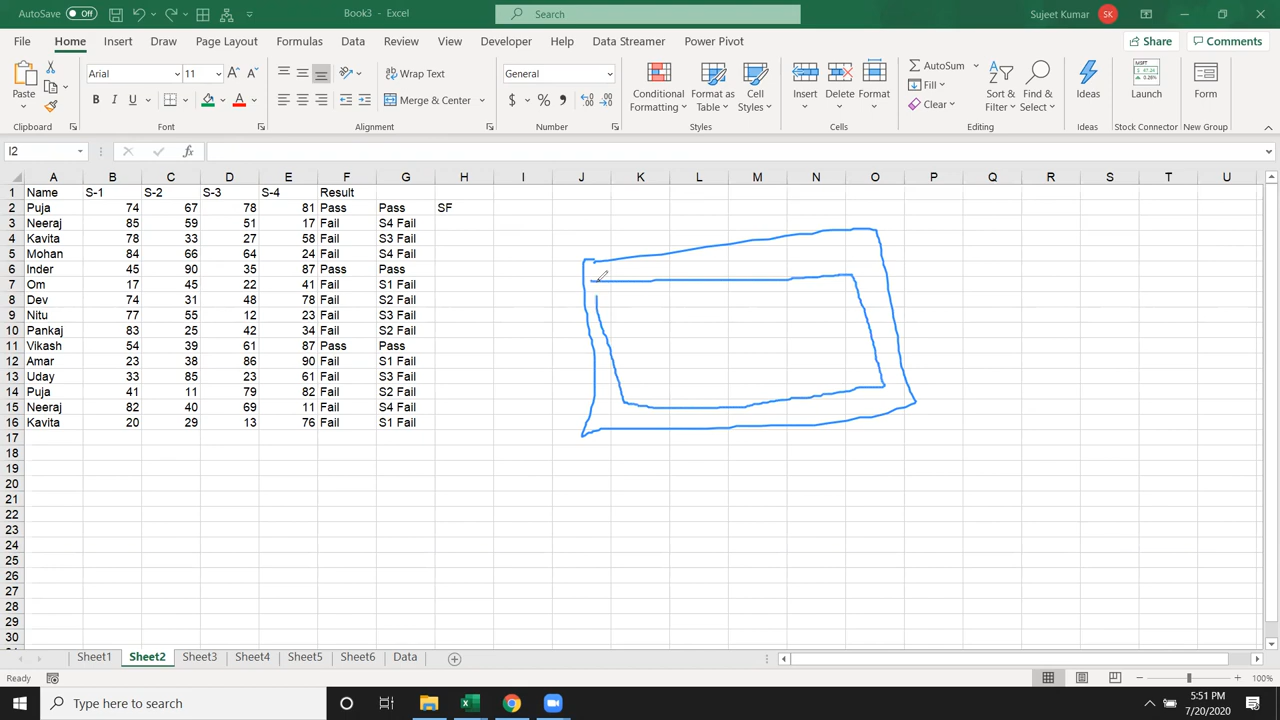 AutoSave Off Book3 - Excel Search Sujeet Kumar SK
File Home Insert Draw Page Layout Formulas Data Review View Developer Help Data Streamer Power Pivot Share Comments
Arial 11 Wrap Text General AutoSum
Paste Conditional Formatting Format as Table Cell Styles Insert Delete Format Fill Sort & Filter Find & Select Ideas Launch Form
B I U A Merge & Center $ % Clear
Clipboard Font Alignment Number Styles Cells Editing Ideas Stock Connector New Group
I2 fx
A B C D E F G H I J K L M N O P Q R S T U
1 Name S-1 S-2 S-3 S-4 Result
2 Puja 74 67 78 81 Pass Pass SF
3 Neeraj 85 59 51 17 Fail S4 Fail
4 Kavita 78 33 27 58 Fail S3 Fail
5 Mohan 84 66 64 24 Fail S4 Fail
6 Inder 45 90 35 87 Pass Pass
7 Om 17 45 22 41 Fail S1 Fail
8 Dev 74 31 48 78 Fail S2 Fail
9 Nitu 77 55 12 23 Fail S3 Fail
10 Pankaj 83 25 42 34 Fail S2 Fail
11 Vikash 54 39 61 87 Pass Pass
12 Amar 23 38 86 90 Fail S1 Fail
13 Uday 33 85 23 61 Fail S3 Fail
14 Puja 41 11 79 82 Fail S2 Fail
15 Neeraj 82 40 69 11 Fail S4 Fail
16 Kavita 20 29 13 76 Fail S1 Fail
17
18
19
20
21
22
23
24
25
26
27
28
29
30
Sheet1 Sheet2 Sheet3 Sheet4 Sheet5 Sheet6 Data
Ready 100%
Type here to search 5:51 PM
7/20/2020